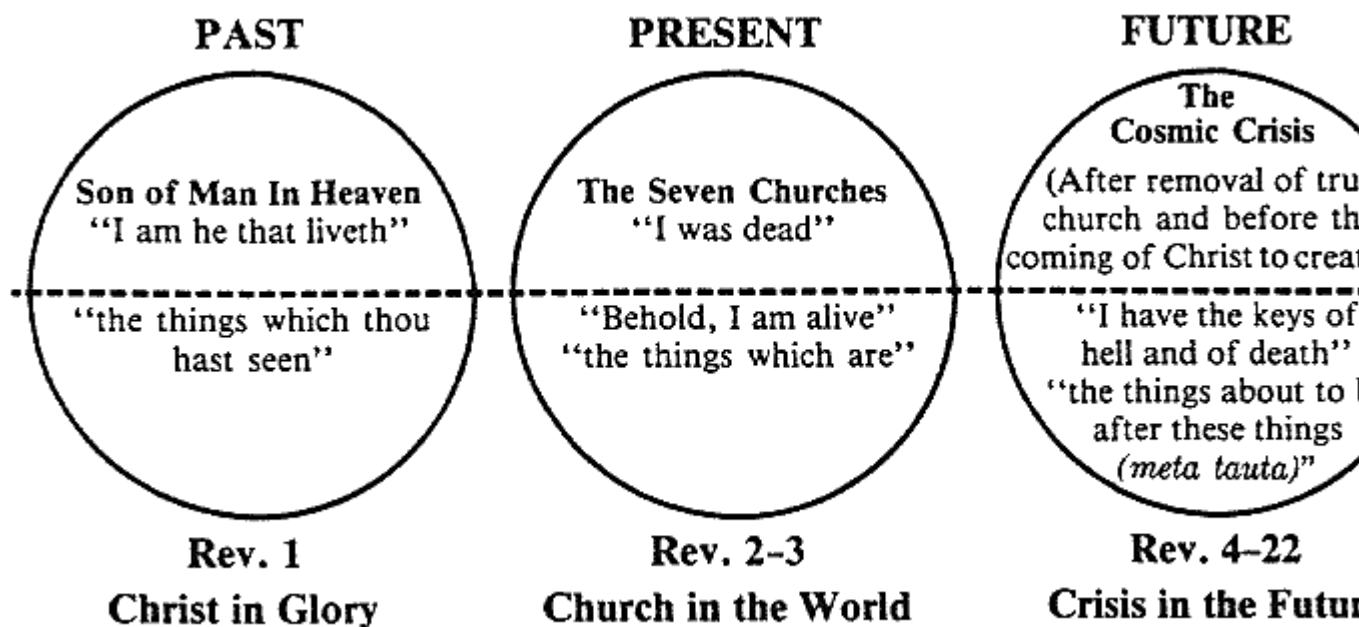 PAST
Son of Man In Heaven
“I am he that liveth”
“the things which thou
hast seen”
Rev. 1
Christ in Glory
PRESENT
The Seven Churches
“I was dead”
“Behold, I am alive”
“the things which are”
Rev. 2–3
Church in the World
FUTURE
The
Cosmic Crisis
(After removal of tru
church and before th
coming of Christ to creat
“I have the keys of
hell and of death”
“the things about to
after these things
(meta tauta)”
Rev. 4–22
Crisis in the Futur